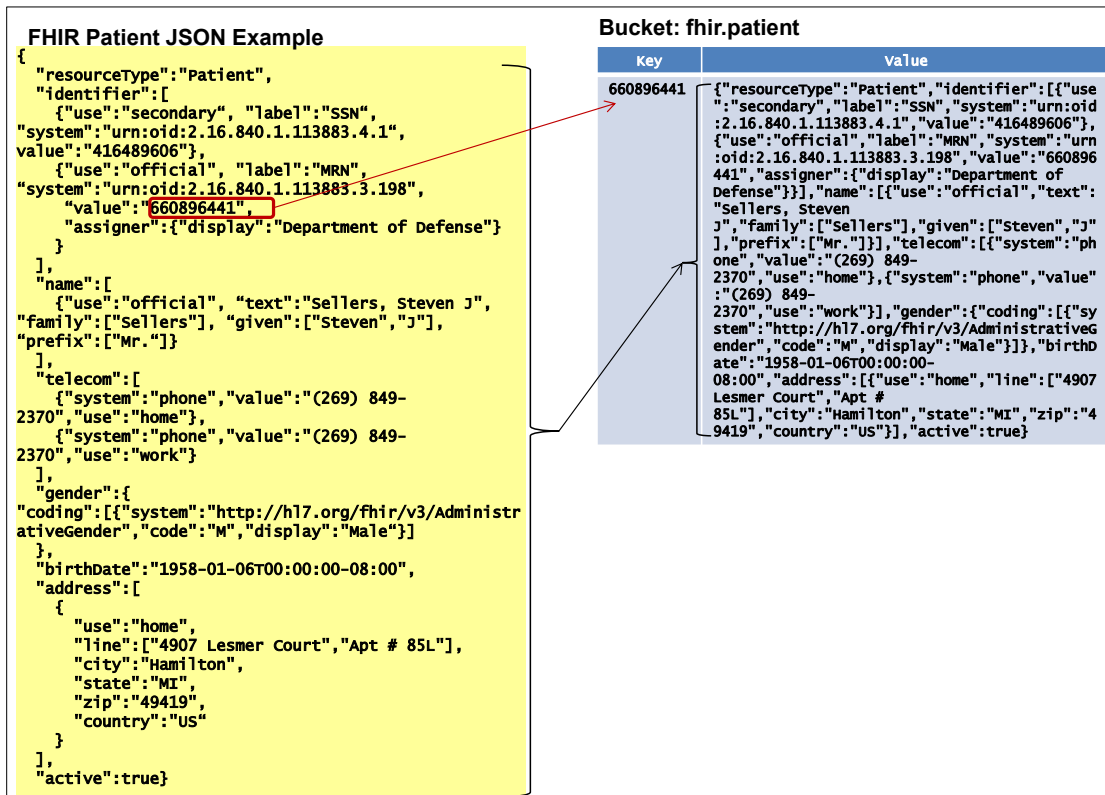 FHIR Patient JSON Example
{
"resourceType":"Patient",
"identifier":[
{"use":"secondary“, "label":"SSN“,
"system":"urn:oid:2.16.840.1.113883.4.1“,
value":"416489606"},
{"use":"official", "label":"MRN",
“system":"urn:oid:2.16.840.1.113883.3.198",
"value":"660896441",
"assigner":{"display":"Department of Defense"}
}
],
"name":[
{"use":"official", “text":"Sellers, Steven J",
"family":["Sellers"], “given":["Steven","J"],
“prefix":["Mr.“]}
],
"telecom":[
{"system":"phone","value":"(269) 849-
2370","use":"home"},
{"system":"phone","value":"(269) 849-
2370","use":"work"}
],
"gender":{
"coding":[{"system":"http://hl7.org/fhir/v3/Administr
ativeGender","code":"M","display":"Male“}]
},
"birthDate":"1958-01-06T00:00:00-08:00",
"address":[
{
"use":"home",
"line":["4907 Lesmer Court","Apt # 85L"],
"city":"Hamilton",
"state":"MI",
"zip":"49419",
"country":"US“
}
],
"active":true}
Bucket: fhir.patient
Key Value
660896441
{"resourceType":"Patient","identifier":[{"use
":"secondary","label":"SSN","system":"urn:oid
:2.16.840.1.113883.4.1","value":"416489606"},
{"use":"official","label":"MRN","system":"urn
:oid:2.16.840.1.113883.3.198","value":"660896
441","assigner":{"display":"Department of
Defense"}}],"name":[{"use":"official","text":
"Sellers, Steven
J","family":["Sellers"],"given":["Steven","J"
],"prefix":["Mr."]}],"telecom":[{"system":"ph
one","value":"(269) 849-
2370","use":"home"},{"system":"phone","value"
:"(269) 849-
2370","use":"work"}],"gender":{"coding":[{"sy
stem":"http://hl7.org/fhir/v3/AdministrativeG
ender","code":"M","display":"Male"}]},"birthD
ate":"1958-01-06T00:00:00-
08:00","address":[{"use":"home","line":["4907
Lesmer Court","Apt #
85L"],"city":"Hamilton","state":"MI","zip":"4
9419","country":"US"}],"active":true}